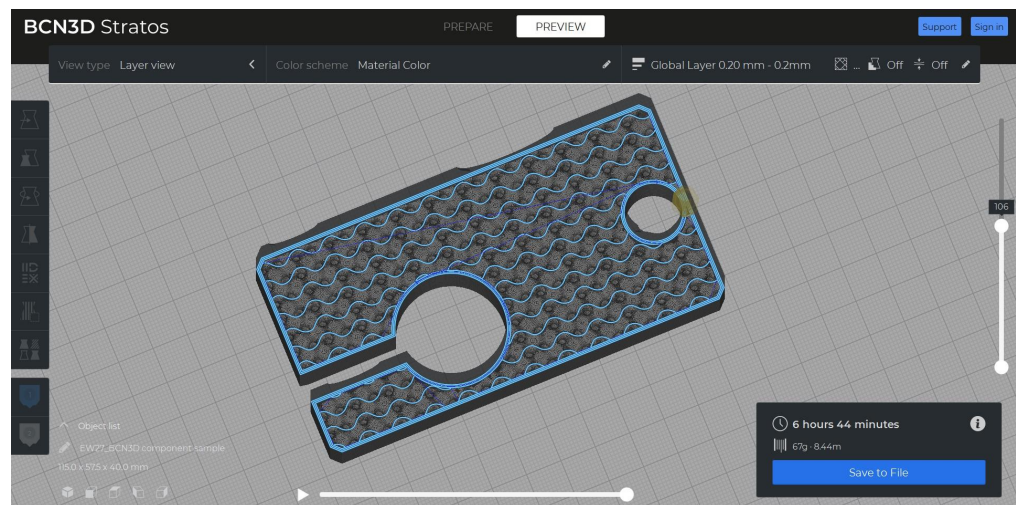 BCN3D Stratos
PREPARE
PREVIEW
Support
Sign in
View type Layer view
Color scheme Material Color
Global Layer 0.20 mm - 0.2mm
... Off
Off
106
Object list
EW27_BCN3D component-sample
115.0 x 57.5 x 40.0 mm
6 hours 44 minutes
67g · 8.44m
Save to File